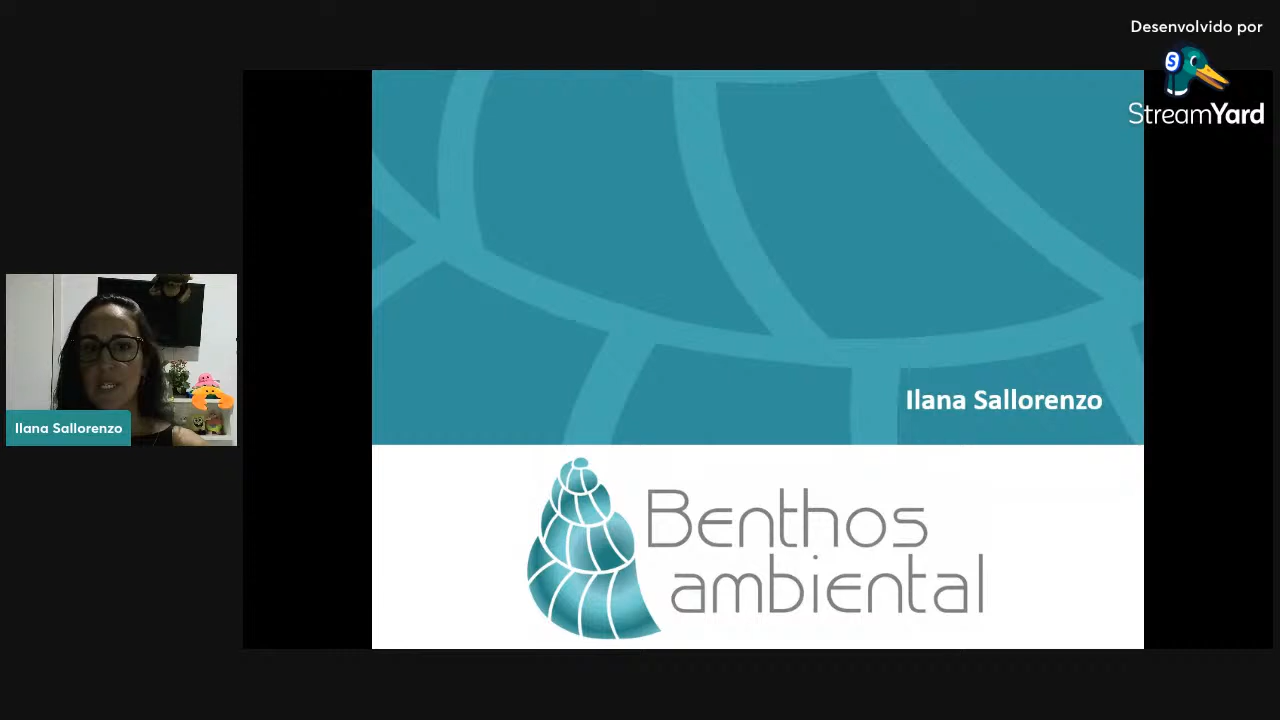 Desenvolvido por
S
StreamYard
Ilana Sallorenzo
Benthos
ambiental
Ilana Sallorenzo